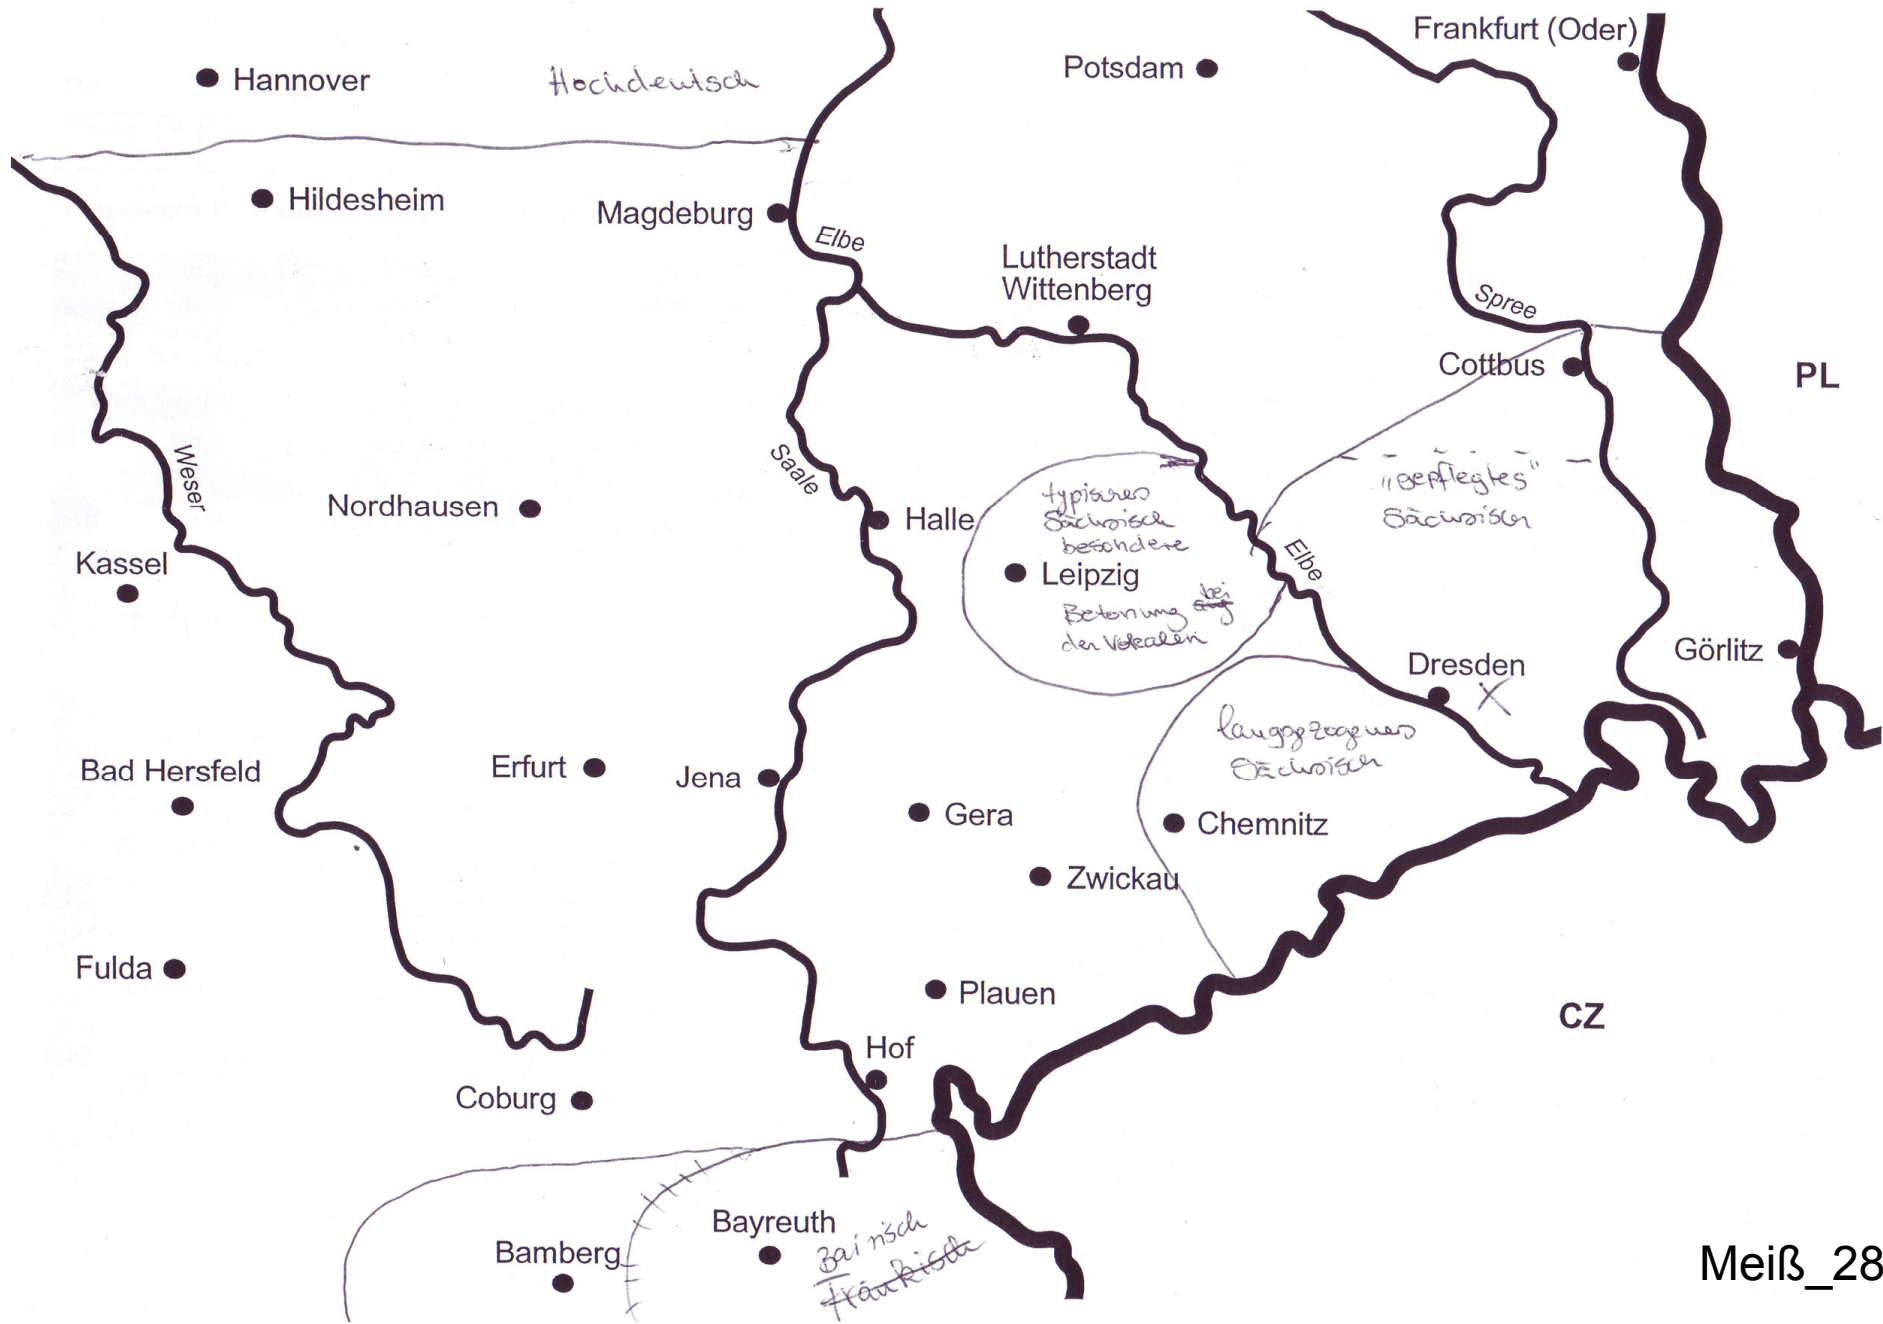 Frankfurt (Oder)
Hannover
Hochdeutsch
Potsdam
Hildesheim
Magdeburg
Elbe
Lutherstadt
Wittenberg
Spree
Cottbus
PL
Weser
Saale
Nordhausen
Halle
typisches
Sächsisch
besondere
Leipzig
Betonung auf bei
den Vokalen
"gepflegtes"
Sächsisch
Elbe
Kassel
Görlitz
Dresden
X
langgezogenes
Sächsisch
Bad Hersfeld
Erfurt
Jena
Gera
Chemnitz
Zwickau
Fulda
Plauen
CZ
Hof
Coburg
Bayreuth
Bairisch
Fränkisch
Bamberg
Meiß_28